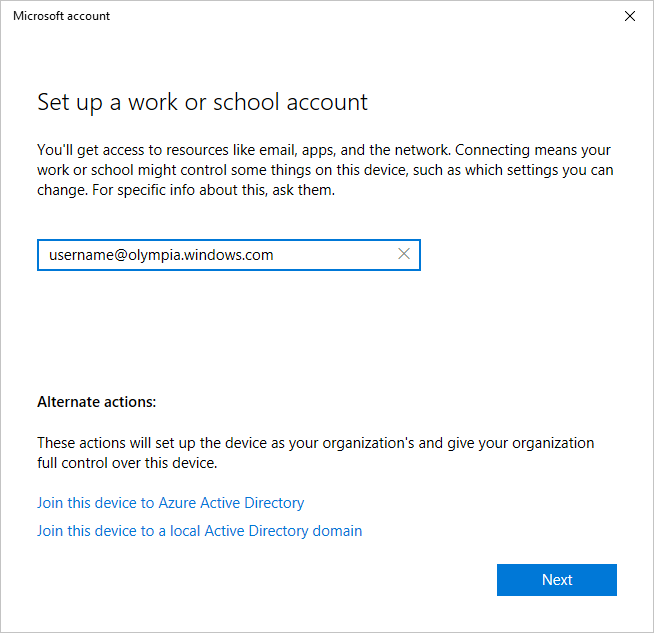 Microsoft account
Set up a work or school account
You'll get access to resources like email, apps, and the network. Connecting means your
work or school might control some things on this device, such as which settings you can
change. For specific info about this, ask them.
username@olympia.windows.com
Alternate actions:
These actions will set up the device as your organization's and give your organization
full control over this device.
Join this device to Azure Active Directory
Join this device to a local Active Directory domain
Next